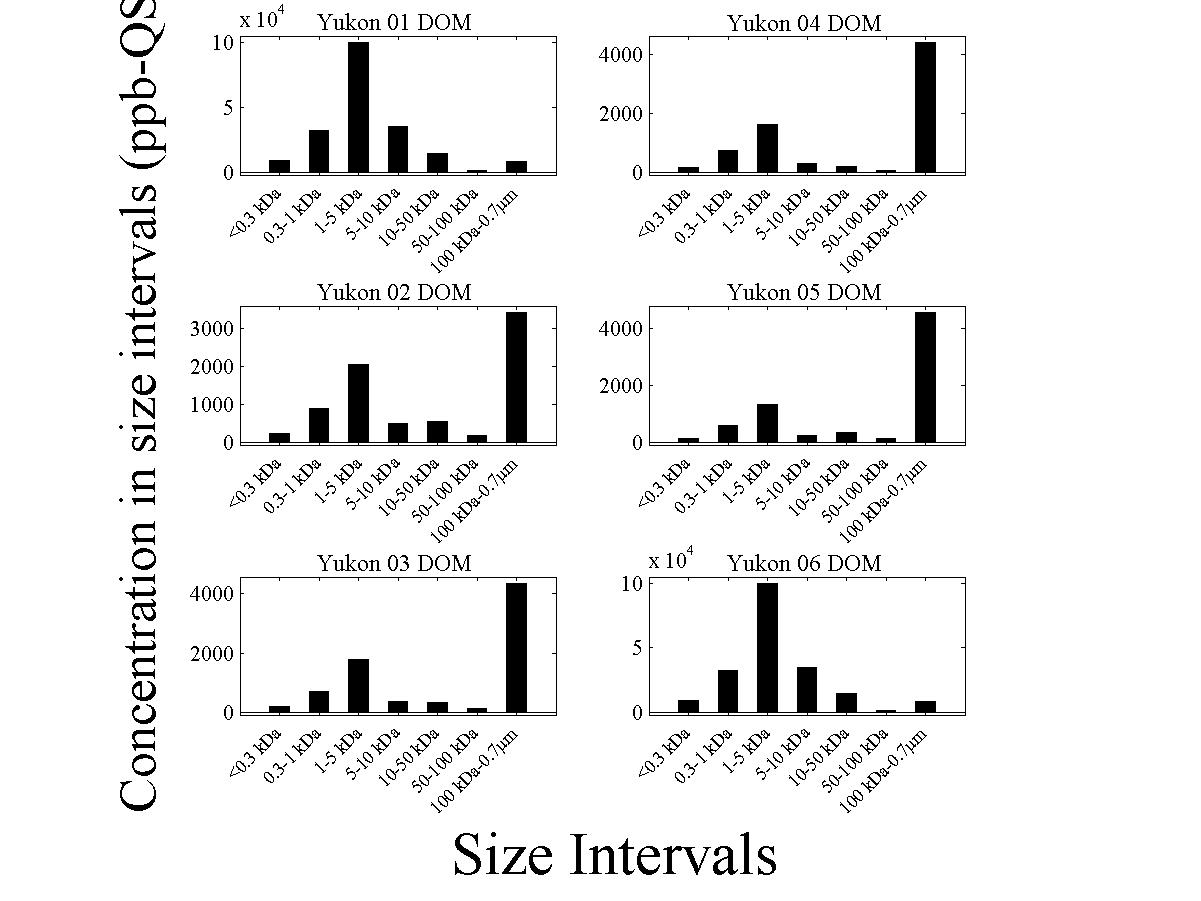 Concentration in size intervals (ppb-QS
x 10^4
Yukon 01 DOM
10
5
0
<0.3 kDa
0.3-1 kDa
1-5 kDa
5-10 kDa
10-50 kDa
50-100 kDa
100 kDa-0.7µm
Yukon 04 DOM
4000
2000
0
<0.3 kDa
0.3-1 kDa
1-5 kDa
5-10 kDa
10-50 kDa
50-100 kDa
100 kDa-0.7µm
Yukon 02 DOM
3000
2000
1000
0
<0.3 kDa
0.3-1 kDa
1-5 kDa
5-10 kDa
10-50 kDa
50-100 kDa
100 kDa-0.7µm
Yukon 05 DOM
4000
2000
0
<0.3 kDa
0.3-1 kDa
1-5 kDa
5-10 kDa
10-50 kDa
50-100 kDa
100 kDa-0.7µm
Yukon 03 DOM
4000
2000
0
<0.3 kDa
0.3-1 kDa
1-5 kDa
5-10 kDa
10-50 kDa
50-100 kDa
100 kDa-0.7µm
x 10^4
Yukon 06 DOM
10
5
0
<0.3 kDa
0.3-1 kDa
1-5 kDa
5-10 kDa
10-50 kDa
50-100 kDa
100 kDa-0.7µm
Size Intervals